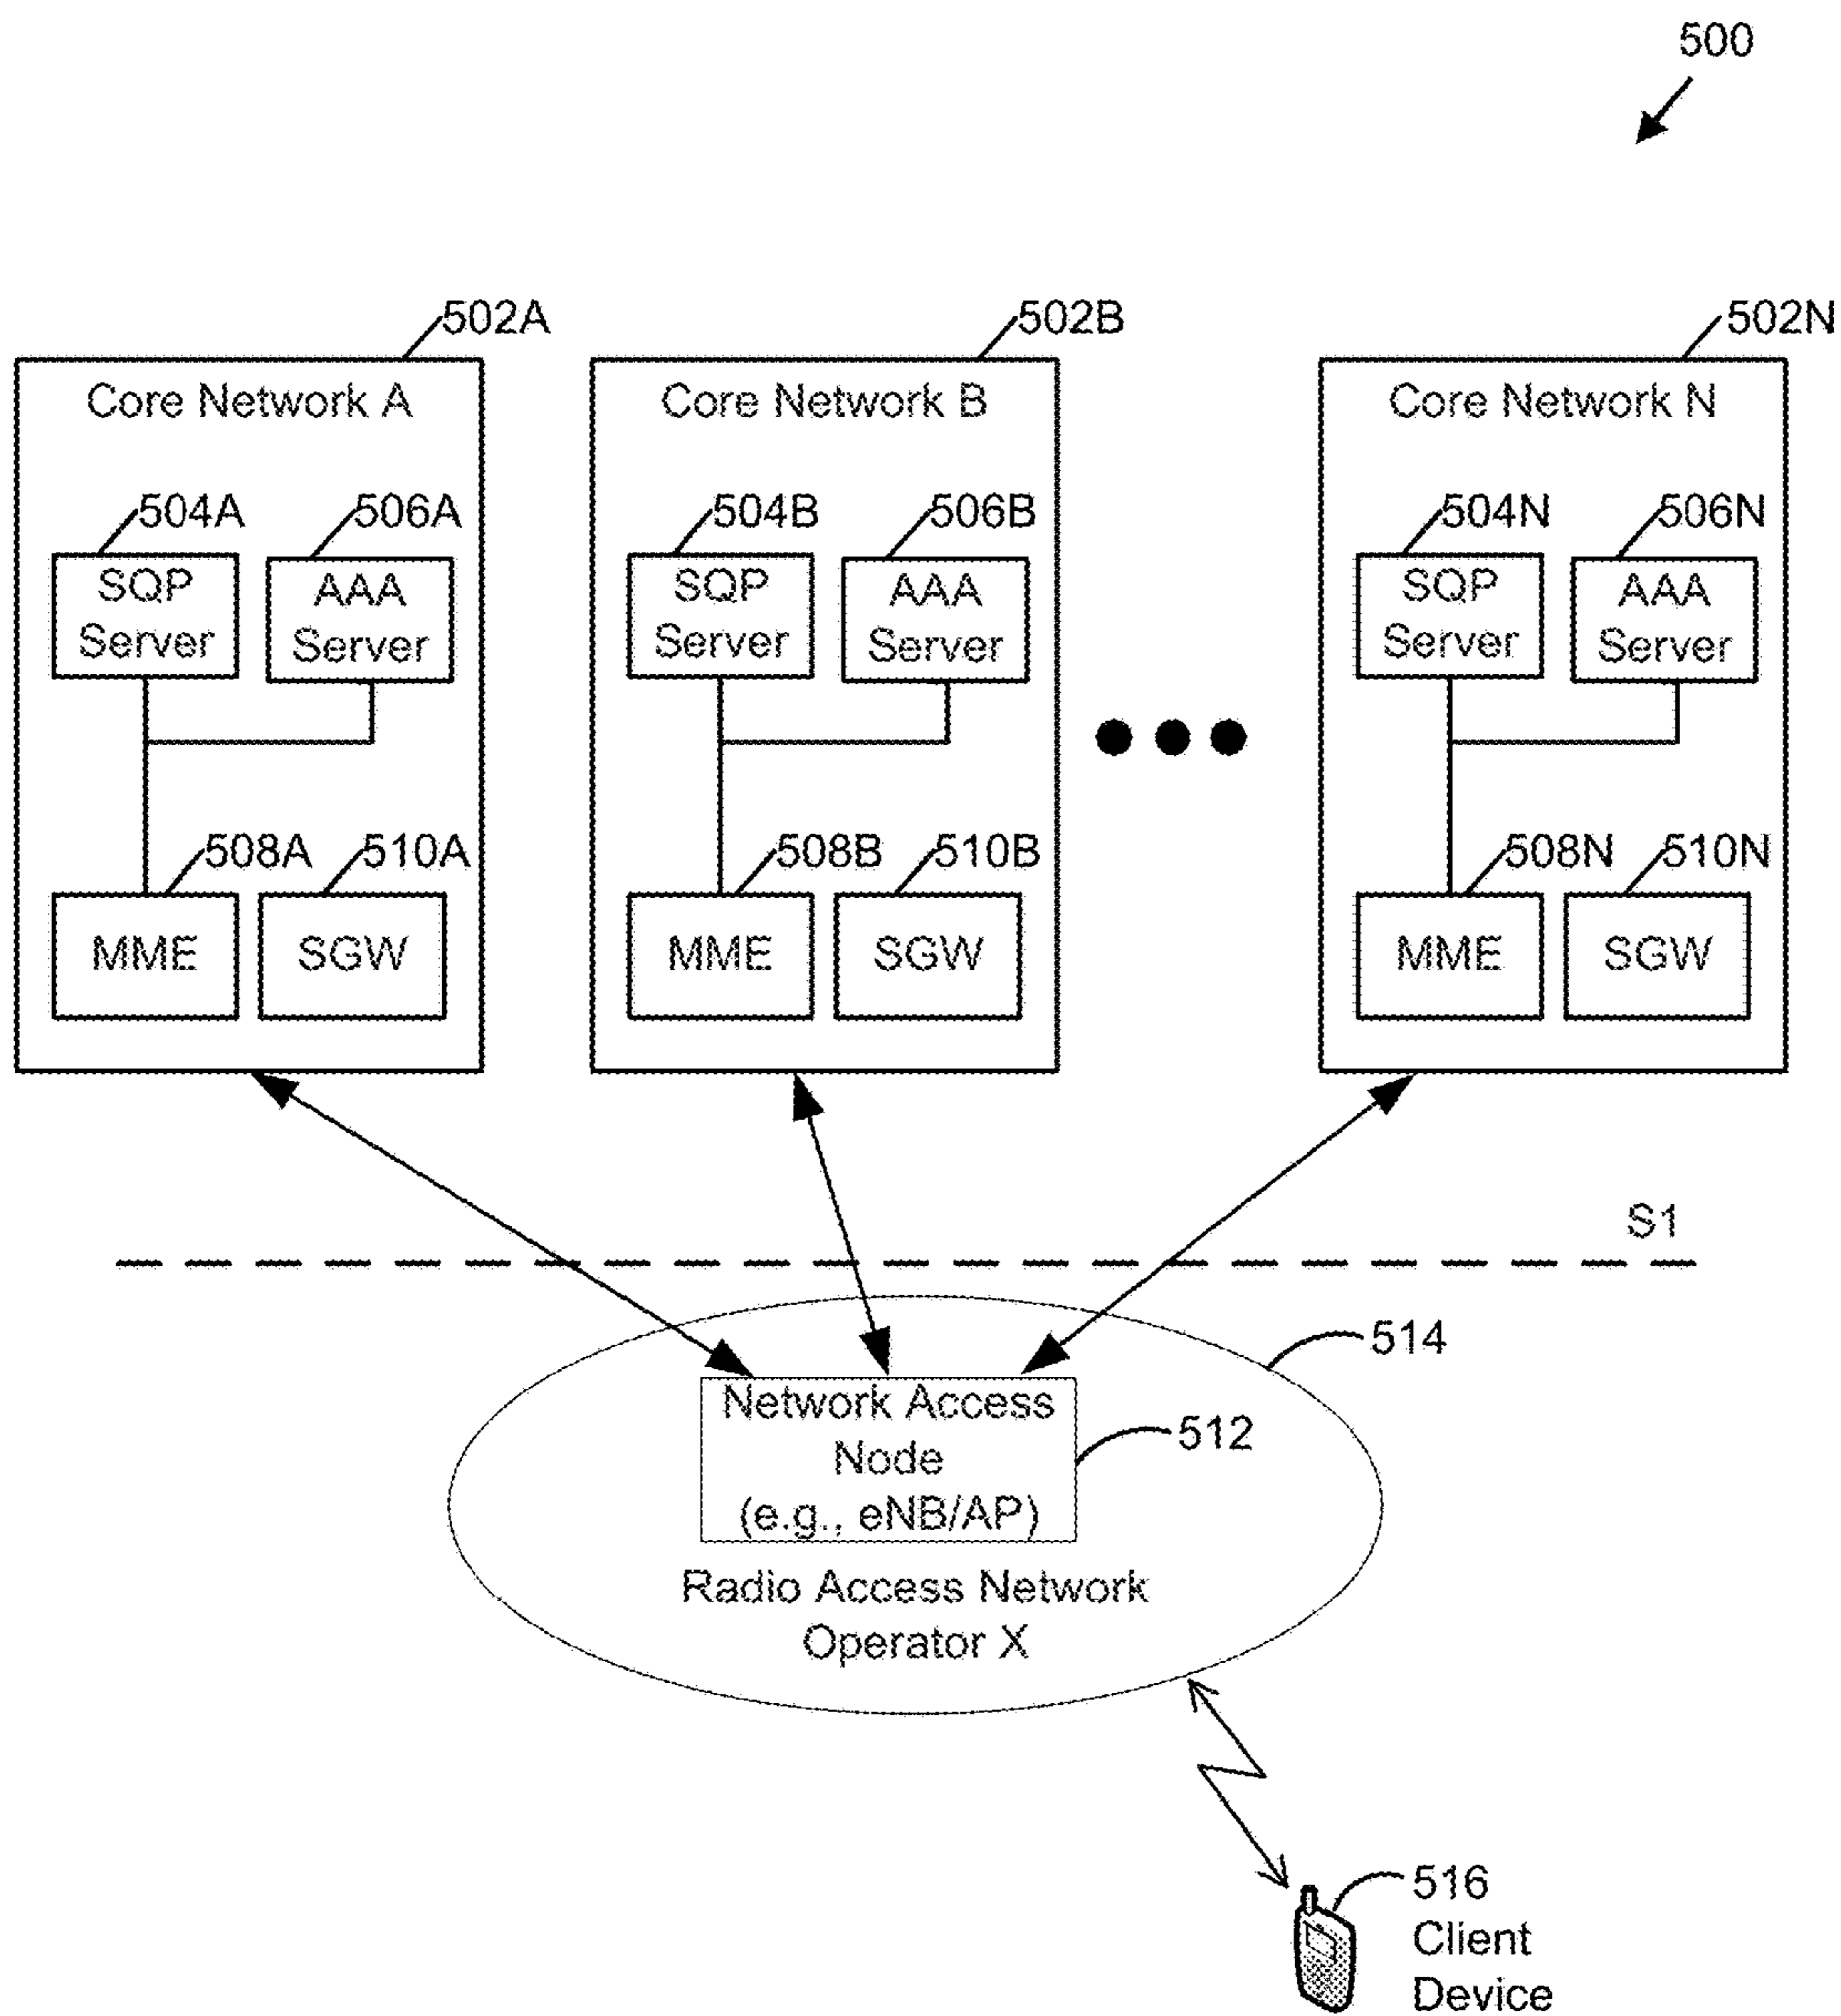 500
502A
502B
502N
Core Network A
Core Network B
Core Network N
504A
506A
504B
506B
504N
506N
SQP
Server
AAA
Server
SQP
Server
AAA
Server
SQP
Server
AAA
Server
508A
510A
508B
510B
508N
510N
MME
SGW
MME
SGW
MME
SGW
S1
514
Network Access
Node
(e.g., eNB/AP)
512
Radio Access Network
Operator X
516
Client
Device